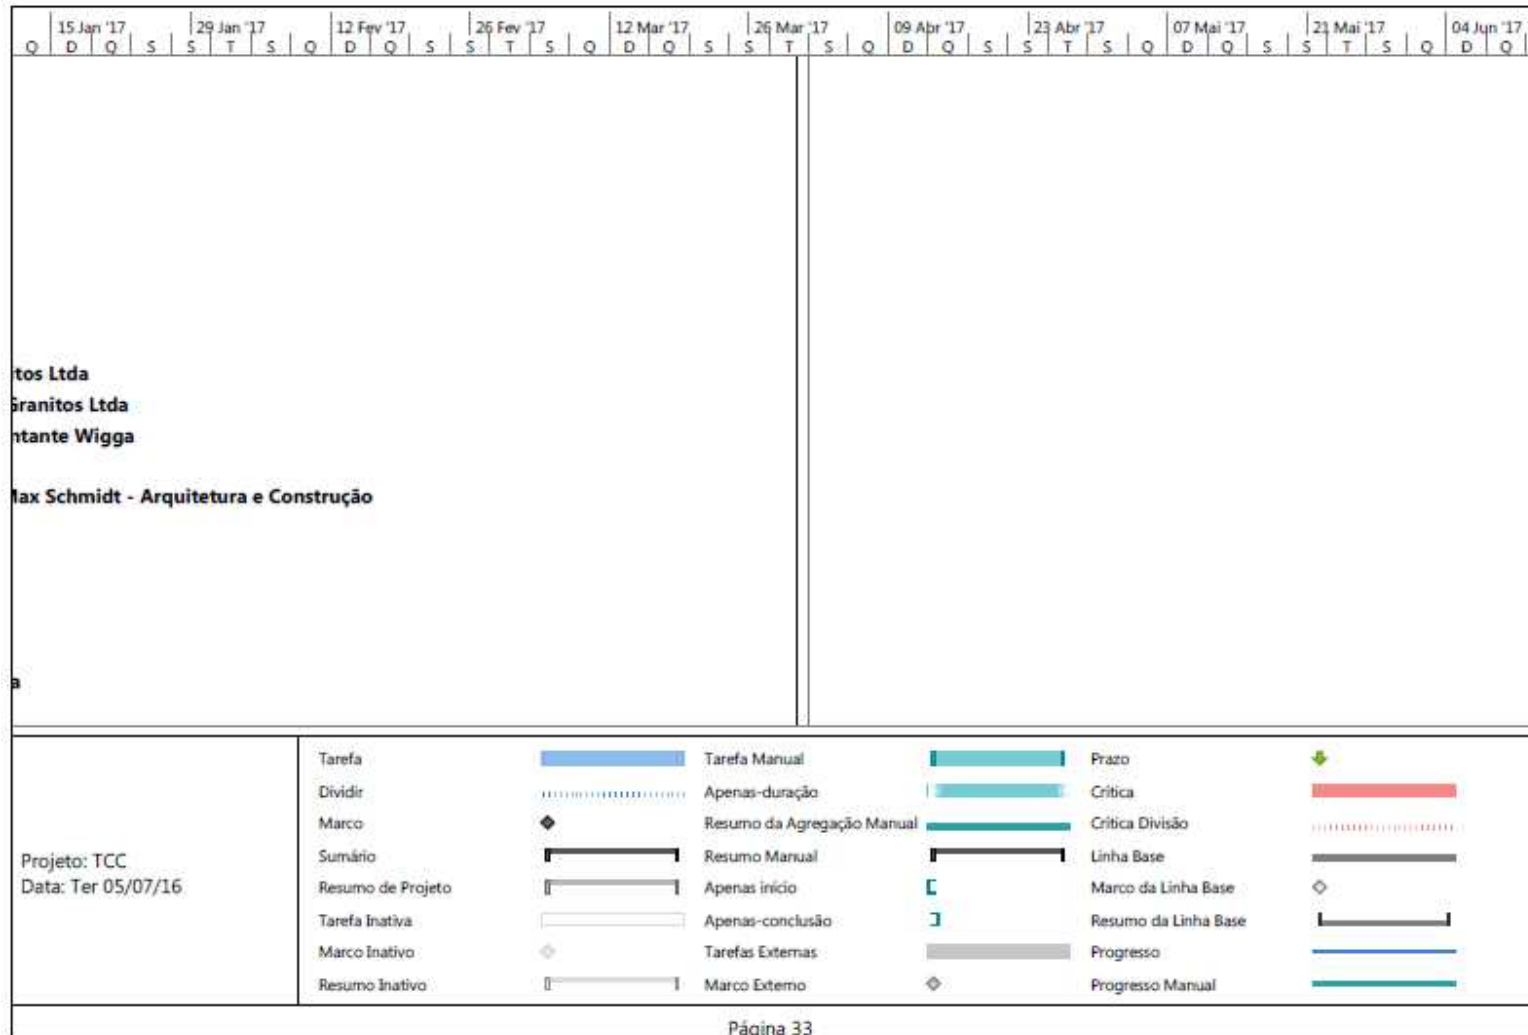 15 Jan '17 29 Jan '17 12 Fev '17 26 Fev '17 12 Mar '17 26 Mar '17 09 Abr '17 23 Abr '17 07 Mai '17 21 Mai '17 04 Jun '17
Q D Q S S T S Q D Q S S T S Q D Q S S T S Q D Q S S T S Q D Q S S T S Q D Q
tos Ltda
Granitos Ltda
ntante Wigga
Max Schmidt - Arquitetura e Construção
a
Projeto: TCC
Data: Ter 05/07/16
Tarefa
Dividir
Marco
Sumário
Resumo de Projeto
Tarefa Inativa
Marco Inativo
Resumo Inativo
Tarefa Manual
Apenas-duração
Resumo da Agregação Manual
Resumo Manual
Apenas início
Apenas-conclusão
Tarefas Externas
Marco Externo
Prazo
Crítica
Crítica Divisão
Linha Base
Marco da Linha Base
Resumo da Linha Base
Progresso
Progresso Manual
Página 33